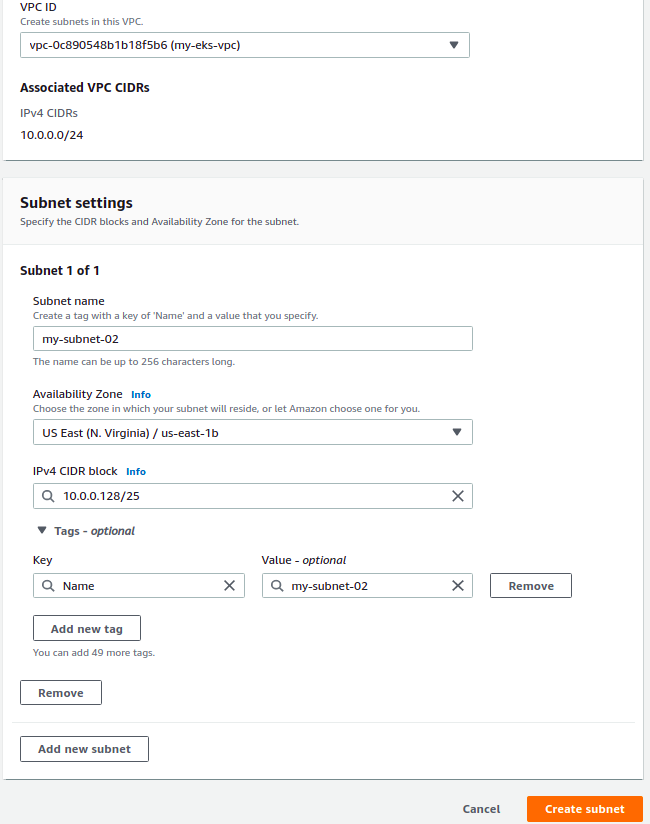 VPC ID
Create subnets in this VPC.
vpc-0c890548b1b18f5b6 (my-eks-vpc)
Associated VPC CIDRs
IPv4 CIDRs
10.0.0.0/24
Subnet settings
Specify the CIDR blocks and Availability Zone for the subnet.
Subnet 1 of 1
Subnet name
Create a tag with a key of 'Name' and a value that you specify.
my-subnet-02
The name can be up to 256 characters long.
Availability Zone Info
Choose the zone in which your subnet will reside, or let Amazon choose one for you.
US East (N. Virginia) / us-east-1b
IPv4 CIDR block Info
10.0.0.128/25
Tags - optional
Key Value - optional
Name my-subnet-02 Remove
Add new tag
You can add 49 more tags.
Remove
Add new subnet
Cancel Create subnet